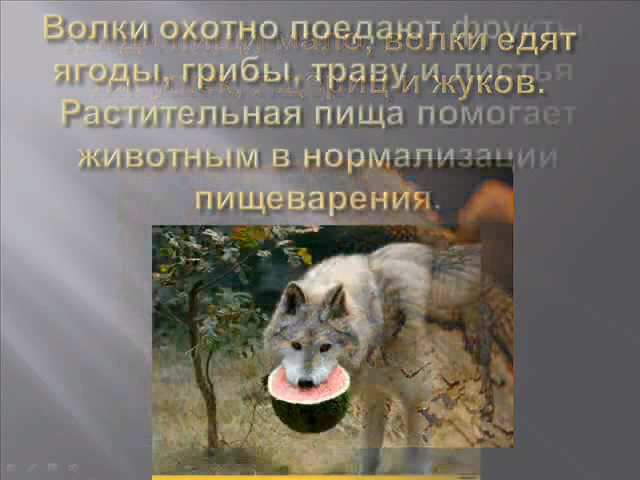 Волки охотно поедают фрукты,
пищи мало, волки едят
ягоды, грибы, траву и листья
ящериц и жуков.
Растительная пища помогает
животным в нормализации
пищеварения.